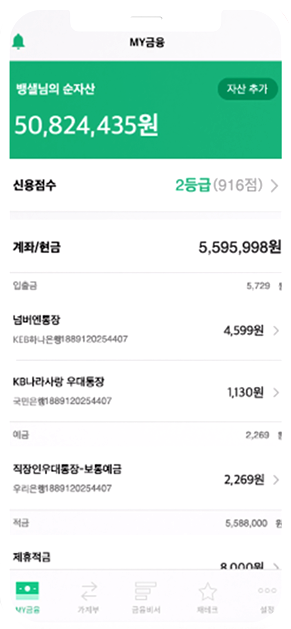 MY금융
뱅샐님의 순자산
자산 추가
50,824,435원
신용점수
2등급(916점)
계좌/현금
5,595,998원
입출금
5,729
넘버엔통장
4,599원
KEB하나은행1889120254407
KB나라사랑 우대통장
1,130원
국민은행1889120254407
예금
2,269
직장인우대통장-보통예금
2,269원
우리은행1889120254407
적금
5,588,000 원
제휴적금
8,000원
MY금융 가계부 금융비서 재테크 설정